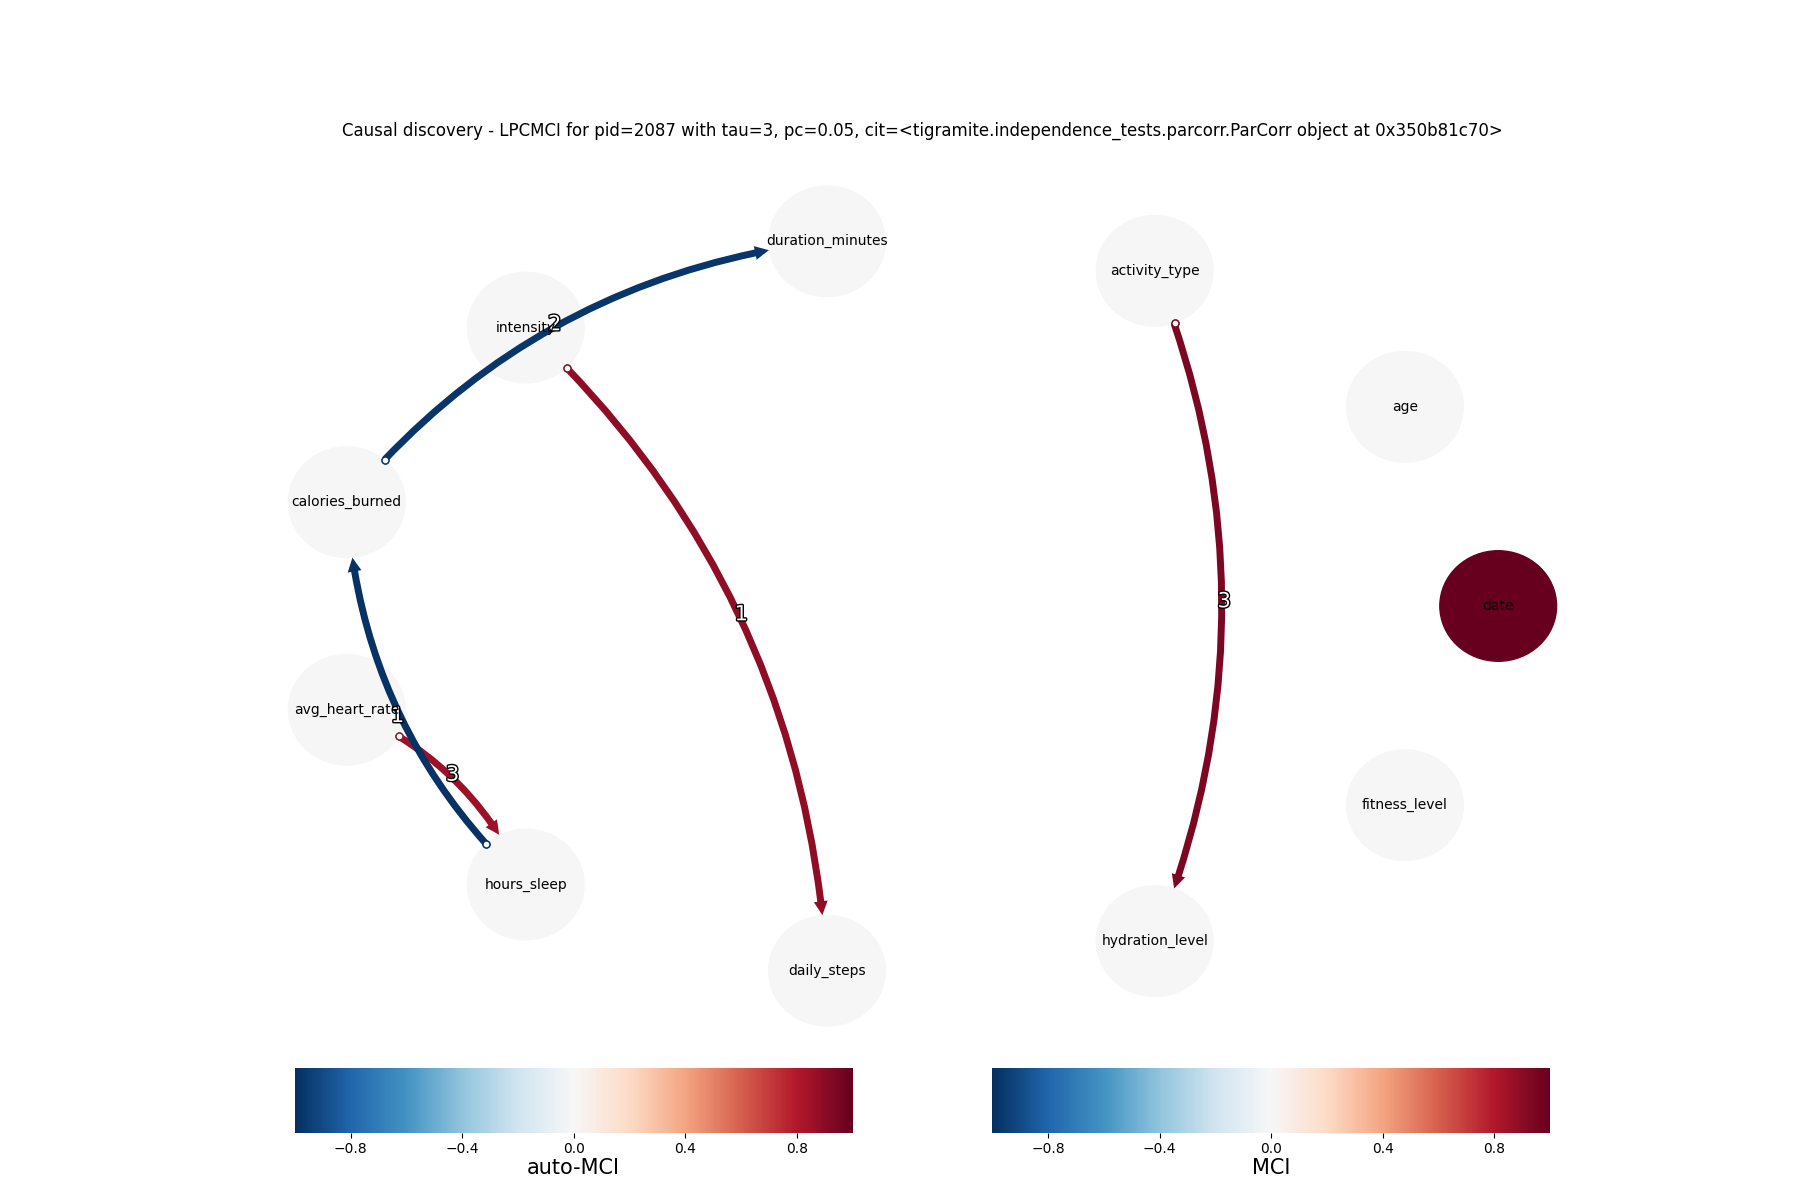 Causal discovery - LPCMCI for pid=2087 with tau=3, pc=0.05, cit=<tigramite.independence_tests.parcorr.ParCorr object at 0x350b81c70>
duration_minutes
activity_type
intensity
2
age
calories_burned
3
date
1
avg_heart_rate
1
3
fitness_level
hours_sleep
hydration_level
daily_steps
−0.8 −0.4 0.0 0.4 0.8
auto-MCI
−0.8 −0.4 0.0 0.4 0.8
MCI